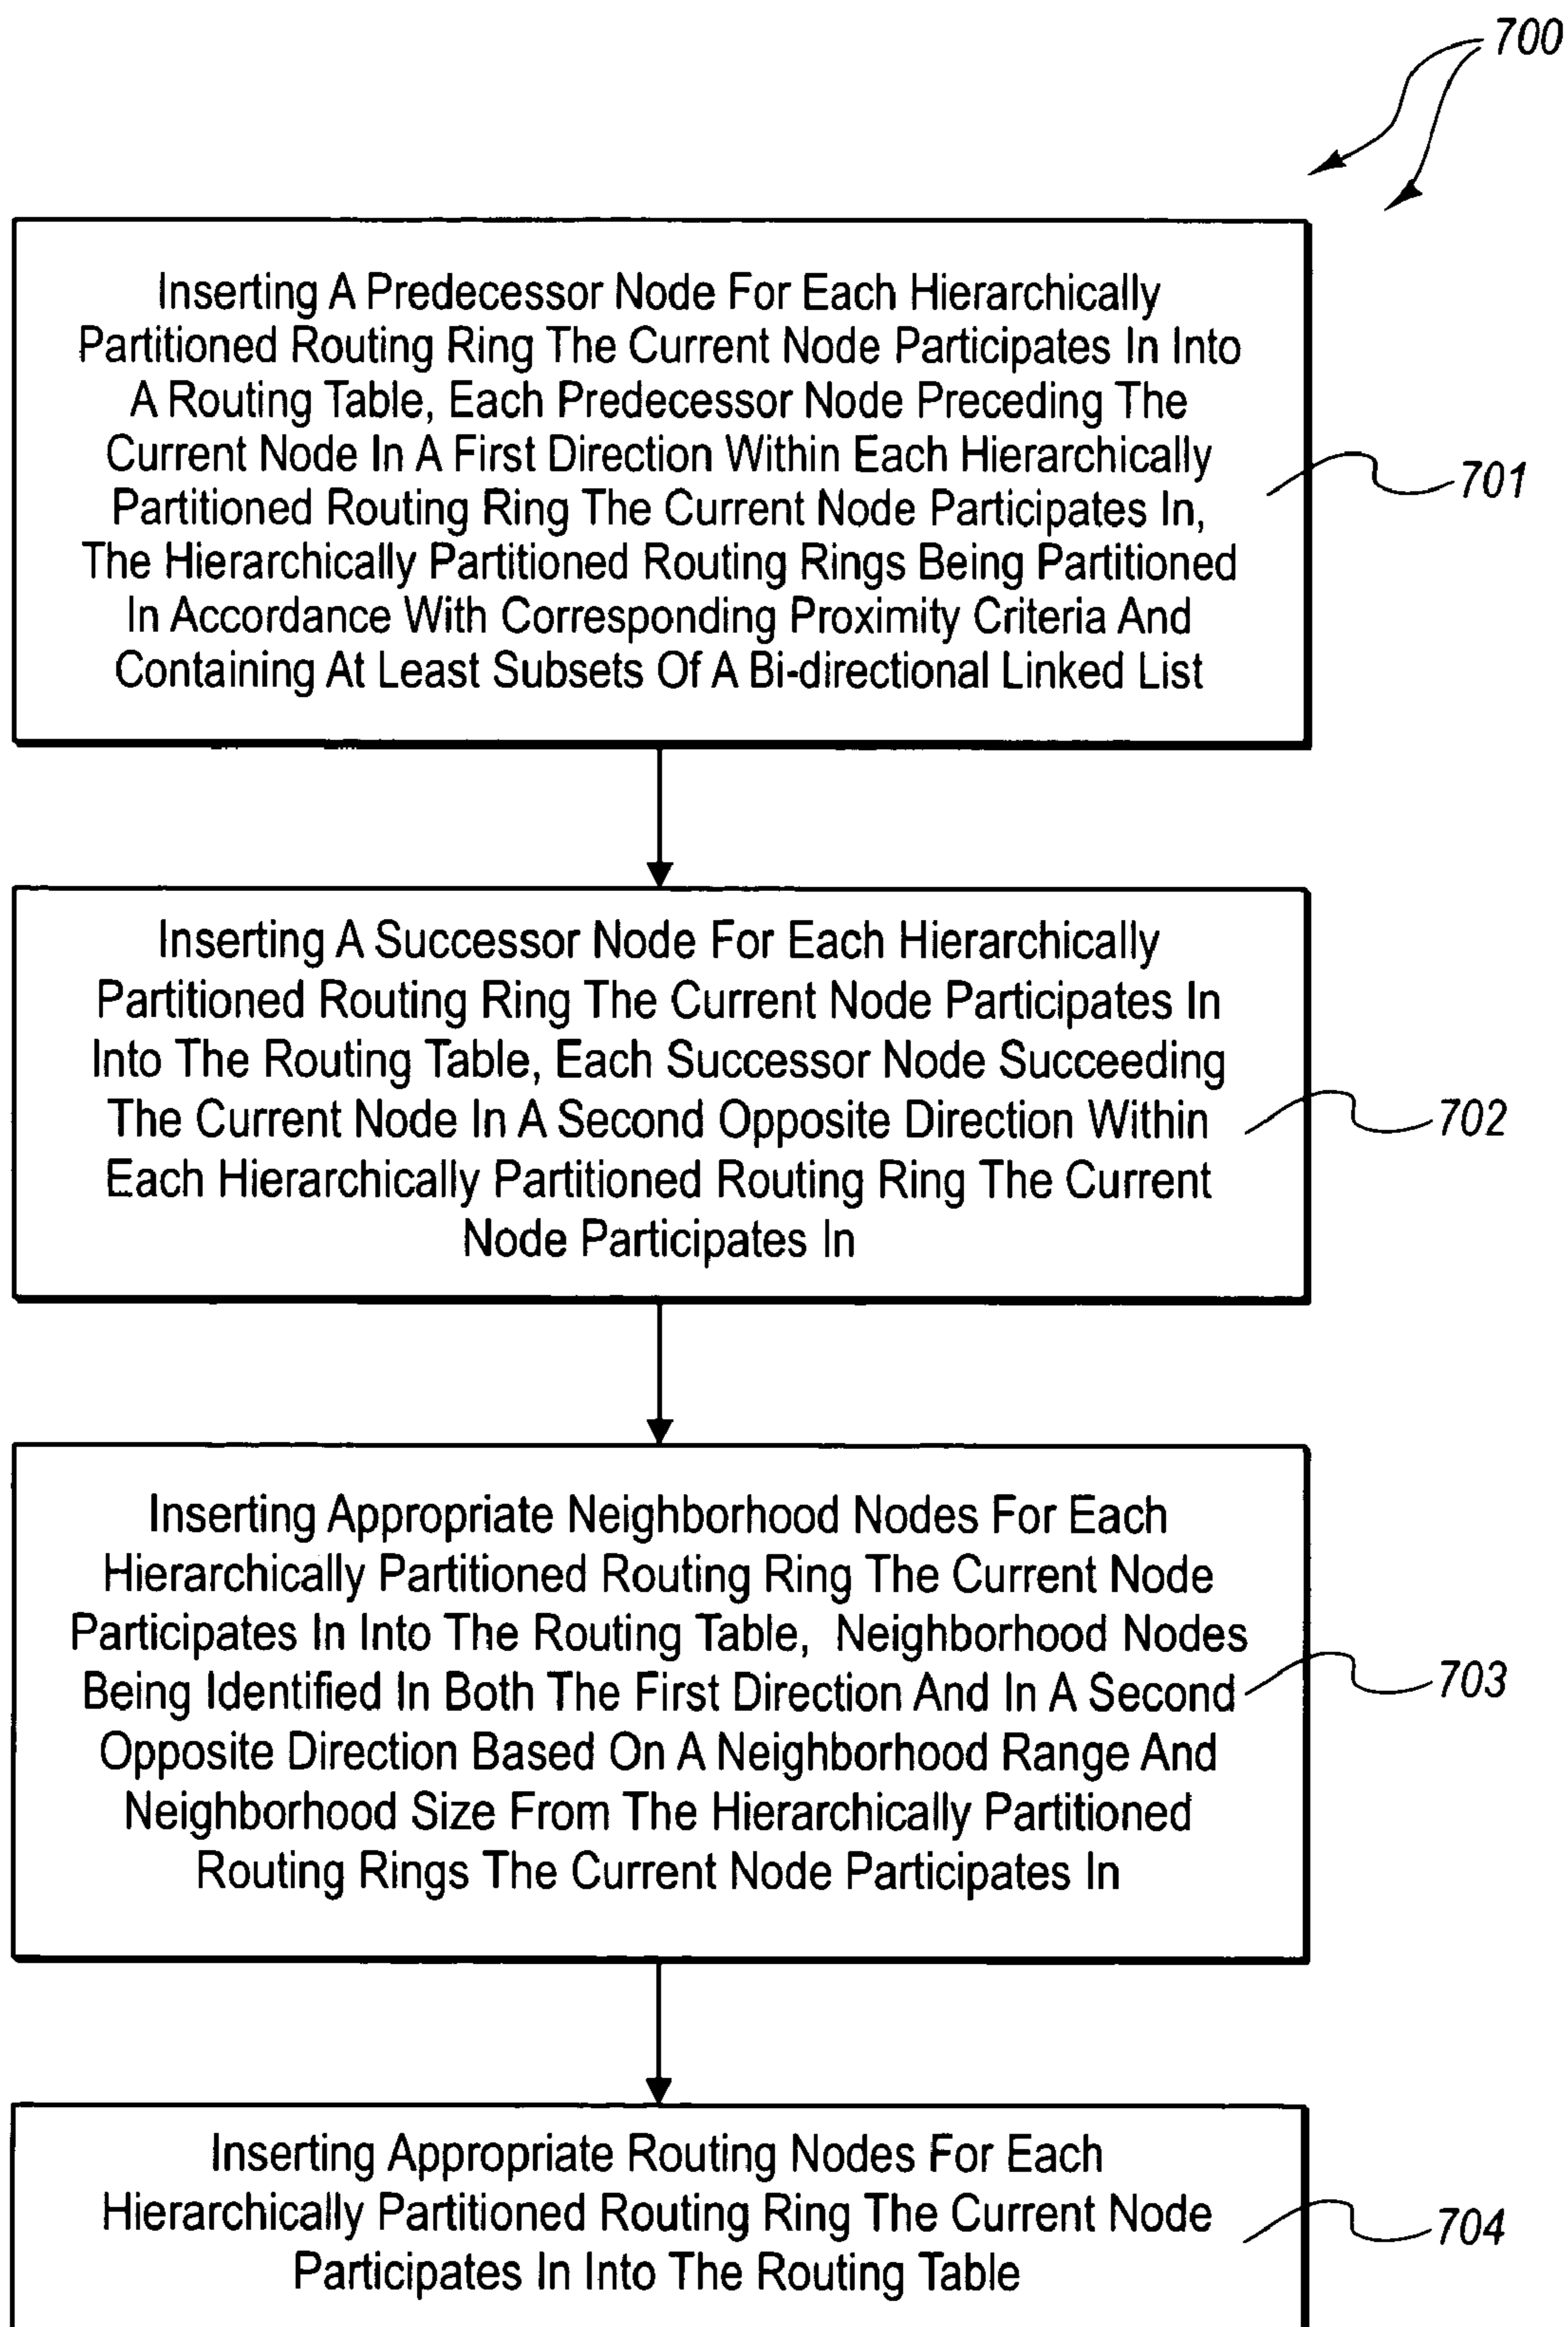 700
Inserting A Predecessor Node For Each Hierarchically
Partitioned Routing Ring The Current Node Participates In Into
A Routing Table, Each Predecessor Node Preceding The
Current Node In A First Direction Within Each Hierarchically
Partitioned Routing Ring The Current Node Participates In,
The Hierarchically Partitioned Routing Rings Being Partitioned
In Accordance With Corresponding Proximity Criteria And
Containing At Least Subsets Of A Bi-directional Linked List
701
Inserting A Successor Node For Each Hierarchically
Partitioned Routing Ring The Current Node Participates In
Into The Routing Table, Each Successor Node Succeeding
The Current Node In A Second Opposite Direction Within
Each Hierarchically Partitioned Routing Ring The Current
Node Participates In
702
Inserting Appropriate Neighborhood Nodes For Each
Hierarchically Partitioned Routing Ring The Current Node
Participates In Into The Routing Table, Neighborhood Nodes
Being Identified In Both The First Direction And In A Second
Opposite Direction Based On A Neighborhood Range And
Neighborhood Size From The Hierarchically Partitioned
Routing Rings The Current Node Participates In
703
Inserting Appropriate Routing Nodes For Each
Hierarchically Partitioned Routing Ring The Current Node
Participates In Into The Routing Table
704